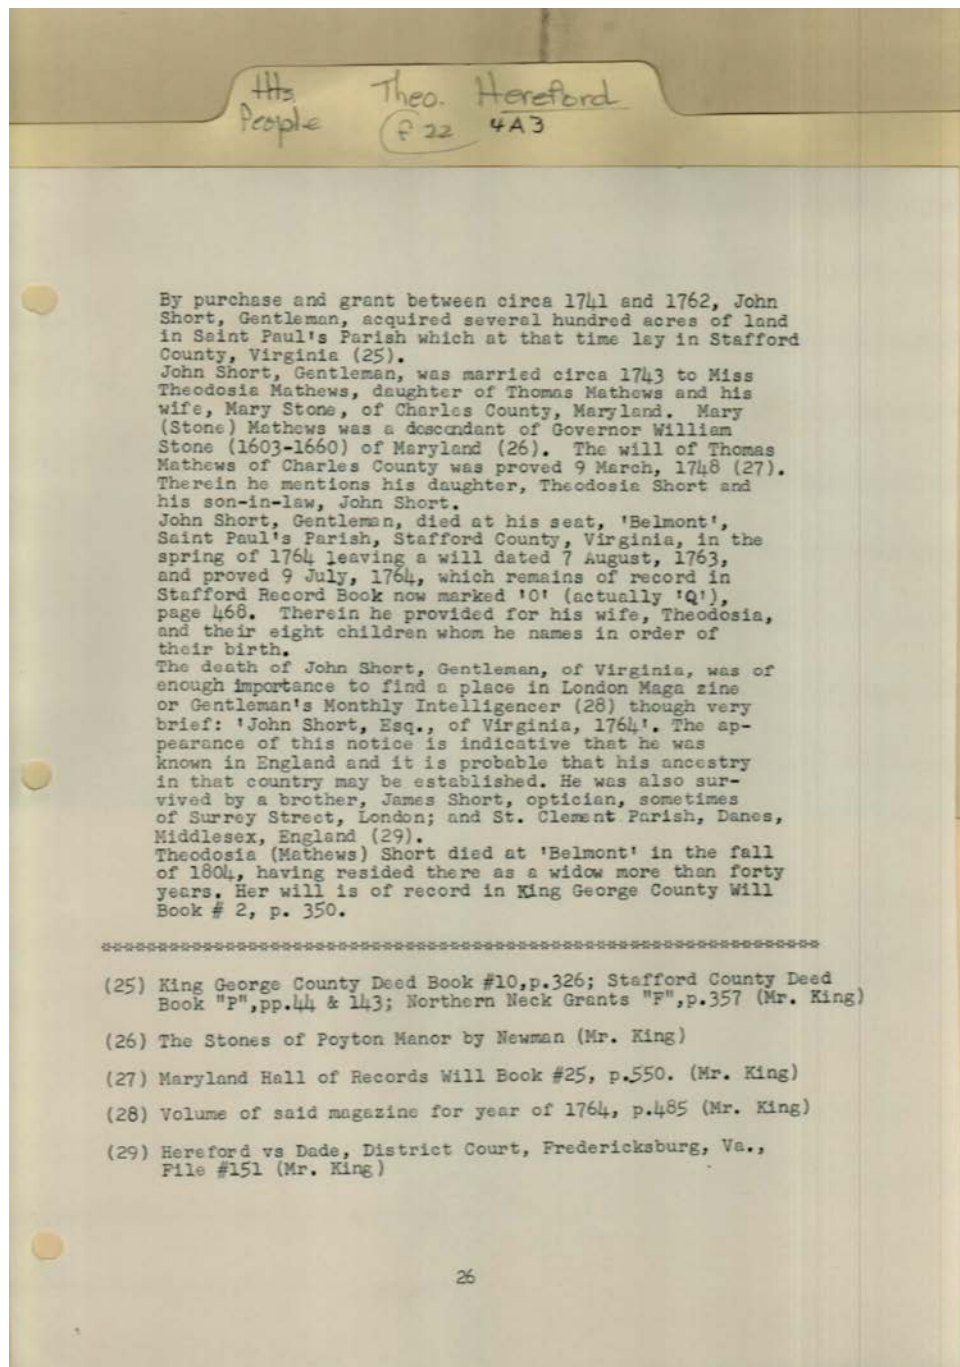 HHs Theo. Hereford
People f 22 4A3
By purchase and grant between circa 1741 and 1762, John
Short, Gentleman, acquired several hundred acres of land
in Saint Paul's Parish which at that time lay in Stafford
County, Virginia (25).
John Short, Gentleman, was married circa 1743 to Miss
Theodosia Mathews, daughter of Thomas Mathews and his
wife, Mary Stone, of Charles County, Maryland. Mary
(Stone) Mathews was a descendant of Governor William
Stone (1603-1660) of Maryland (26). The will of Thomas
Mathews of Charles County was proved 9 March, 1748 (27).
Therein he mentions his daughter, Theodosia Short and
his son-in-law, John Short.
John Short, Gentleman, died at his seat, 'Belmont',
Saint Paul's Parish, Stafford County, Virginia, in the
spring of 1764 leaving a will dated 7 August, 1763,
and proved 9 July, 1764, which remains of record in
Stafford Record Book now marked 'O' (actually 'Q'),
page 468. Therein he provided for his wife, Theodosia,
and their eight children whom he names in order of
their birth.
The death of John Short, Gentleman, of Virginia, was of
enough importance to find a place in London Maga zine
or Gentleman's Monthly Intelligencer (28) though very
brief: 'John Short, Esq., of Virginia, 1764'. The ap-
pearance of this notice is indicative that he was
known in England and it is probable that his ancestry
in that country may be established. He was also sur-
vived by a brother, James Short, optician, sometimes
of Surrey Street, London; and St. Clement Parish, Danes,
Middlesex, England (29).
Theodosia (Mathews) Short died at 'Belmont' in the fall
of 1804, having resided there as a widow more than forty
years. Her will is of record in King George County Will
Book # 2, p. 350.
(25) King George County Deed Book #10,p.326; Stafford County Deed
Book "P",pp.44 & 143; Northern Neck Grants "F",p.357 (Mr. King)
(26) The Stones of Poyton Manor by Newman (Mr. King)
(27) Maryland Hall of Records Will Book #25, p.550. (Mr. King)
(28) Volume of said magazine for year of 1764, p.485 (Mr. King)
(29) Hereford vs Dade, District Court, Fredericksburg, Va.,
File #151 (Mr. King)
26